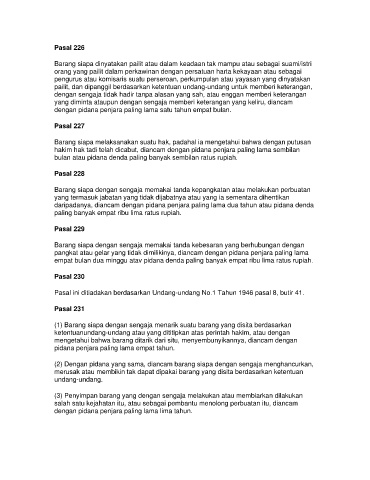 Pasal 226
Barang siapa dinyatakan pailit atau dalam keadaan tak mampu atau sebagai suami/istri
orang yang pailit dalam perkawinan dengan persatuan harta kekayaan atau sebagai
pengurus atau komisaris suatu perseroan, perkumpulan atau yayasan yang dinyatakan
pailit, dan dipanggil berdasarkan ketentuan undang-undang untuk memberi keterangan,
dengan sengaja tidak hadir tanpa alasan yang sah, atau enggan memberi keterangan
yang diminta ataupun dengan sengaja memberi keterangan yang keliru, diancam
dengan pidana penjara paling lama satu tahun empat bulan.
Pasal 227
Barang siapa melaksanakan suatu hak, padahal ia mengetahui bahwa dengan putusan
hakim hak tadi telah dicabut, diancam dengan pidana penjara paling lama sembilan
bulan atau pidana denda paling banyak sembilan ratus rupiah.
Pasal 228
Barang siapa dengan sengaja memakai tanda kepangkatan atau melakukan perbuatan
yang termasuk jabatan yang tidak dijabatnya atau yang ia sementara dihentikan
daripadanya, diancam dengan pidana penjara paling lama dua tahun atau pidana denda
paling banyak empat ribu lima ratus rupiah.
Pasal 229
Barang siapa dengan sengaja memakai tanda kebesaran yang berhubungan dengan
pangkat atau gelar yang tidak dimilikinya, diancam dengan pidana penjara paling lama
empat bulan dua minggu atav pidana denda paling banyak empat ribu lima ratus rupiah.
Pasal 230
Pasal ini ditiadakan berdasarkan Undang-undang No.1 Tahun 1946 pasal 8, butir 41.
Pasal 231
(1) Barang siapa dengan sengaja menarik suatu barang yang disita berdasarkan
ketentuanundang-undang atau yang dititipkan atas perintah hakim, atau dengan
mengetahui bahwa barang ditarik dari situ, menyembunyikannya, diancam dengan
pidana penjara paling lama empat tahun.
(2) Dengan pidana yang sama, diancam barang siapa dengan sengaja menghancurkan,
merusak atau membikin tak dapat dipakai barang yang disita berdasarkan ketentuan
undang-undang.
(3) Penyimpan barang yang dengan sengaja melakukan atau membiarkan dilakukan
salah satu kejahatan itu, atau sebagai pembantu menolong perbuatan itu, diancam
dengan pidana penjara paling lama lima tahun.